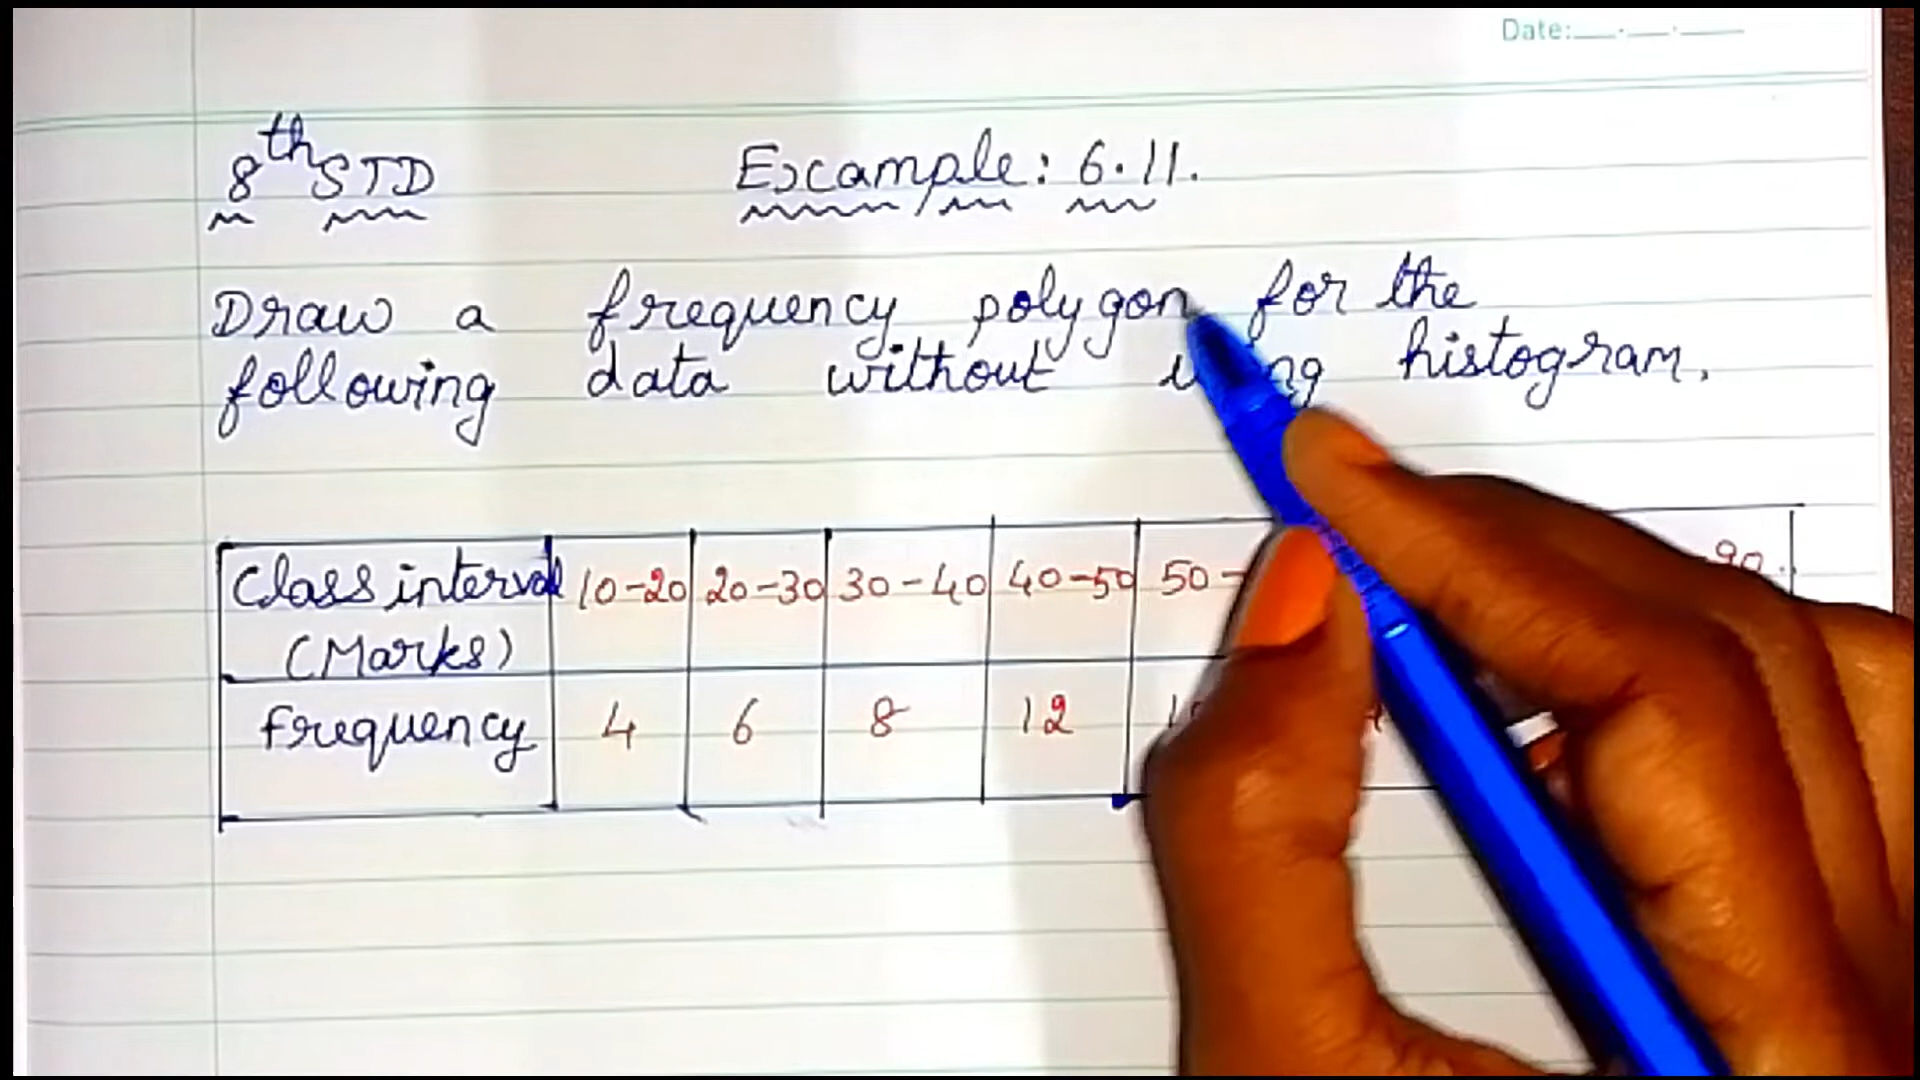 Date:
8th STD Example: 6.11.
Draw a frequency polygon for the
following data without histogram.
Class interval 10-20 20-30 30-40 40-50 50-
(Marks)
frequency 4 6 8 12